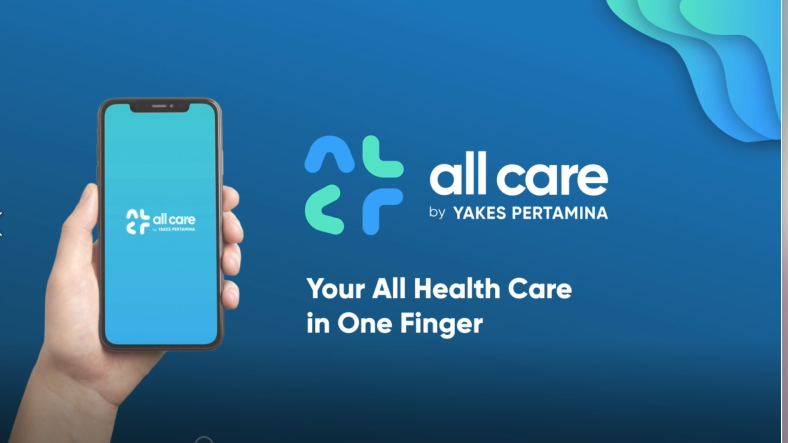 all care
by YAKES PERTAMINA
all care
by YAKES PERTAMINA
Your All Health Care
in One Finger